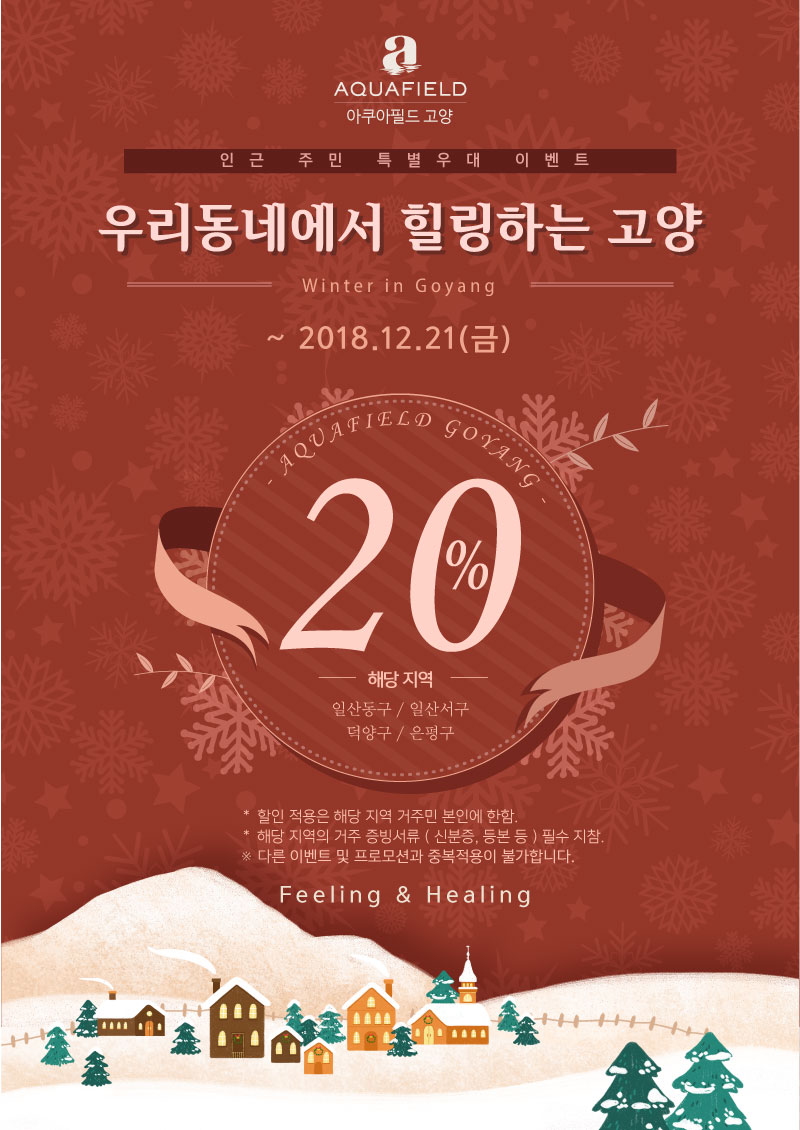 a
AQUAFIELD
아쿠아필드 고양
인근 주민 특별우대 이벤트
우리동네에서 힐링하는 고양
Winter in Goyang
~ 2018.12.21(금)
- AQUAFIELD GOYANG -
20%
해당 지역
일산동구 / 일산서구
덕양구 / 은평구
* 할인 적용은 해당 지역 거주민 본인에 한함.
* 해당 지역의 거주 증빙서류 ( 신분증, 등본 등 ) 필수 지참.
※ 다른 이벤트 및 프로모션과 중복적용이 불가합니다.
Feeling & Healing